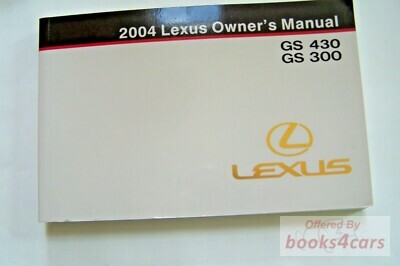 2004 Lexus Owner's Manual
GS 430
GS 300
LEXUS
Offered By
books4cars